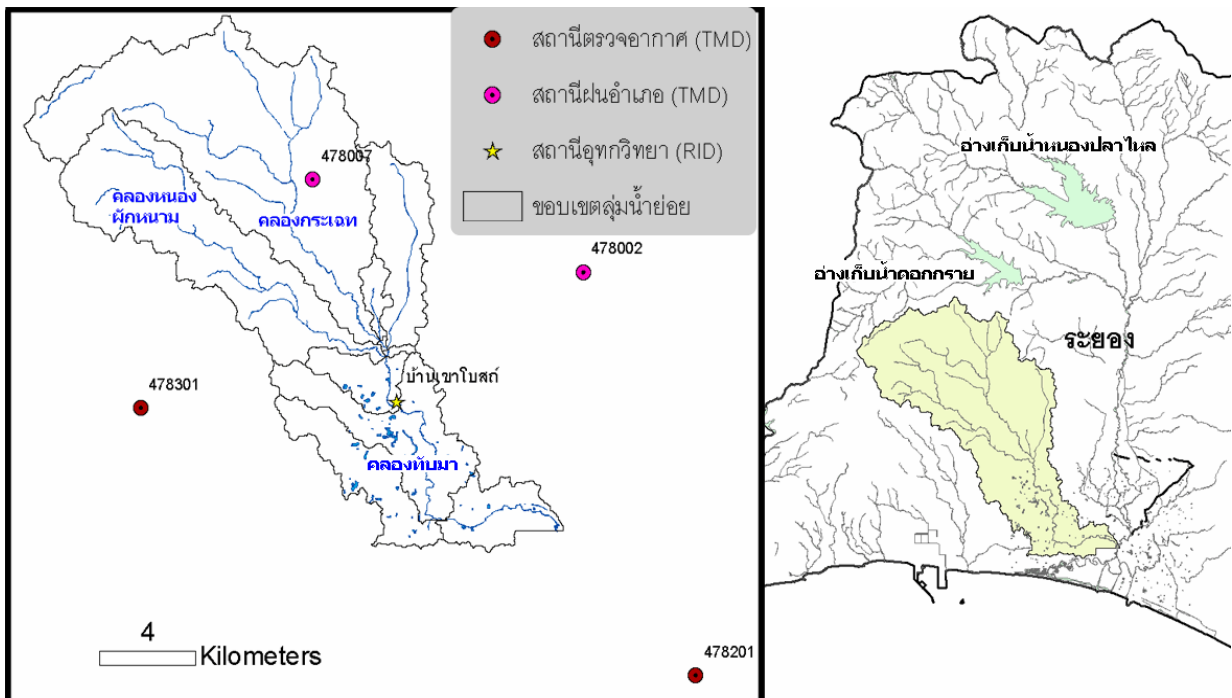 สถานีตรวจอากาศ (TMD)
สถานีฝนอำเภอ (TMD)
สถานีอุทกวิทยา (RID)
ขอบเขตลุ่มน้ำย่อย
478007
คลองหนอง
ผักหนาม
คลองกระเฉท
478002
478301
บ้านเขาโบสถ์
คลองทับมา
4
Kilometers
478201
อ่างเก็บน้ำหนองปลาไหล
อ่างเก็บน้ำดอกกราย
ระยอง